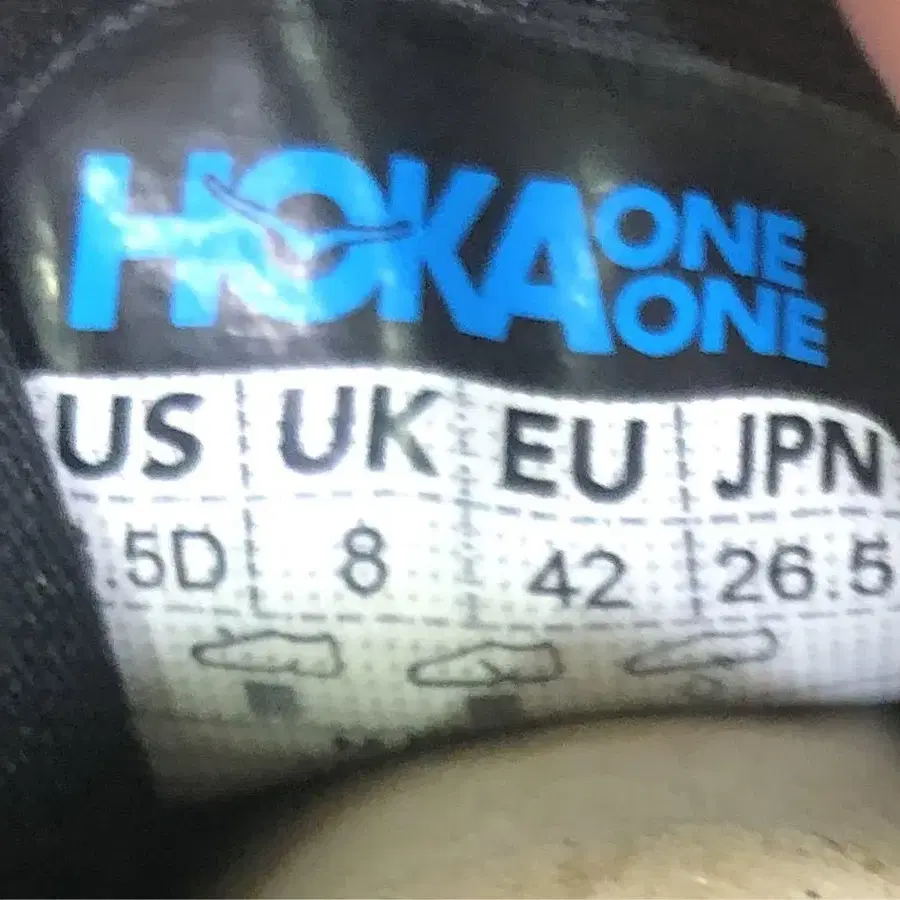 HOKA ONE ONE
US UK EU JPN
.5D 8 42 26.5